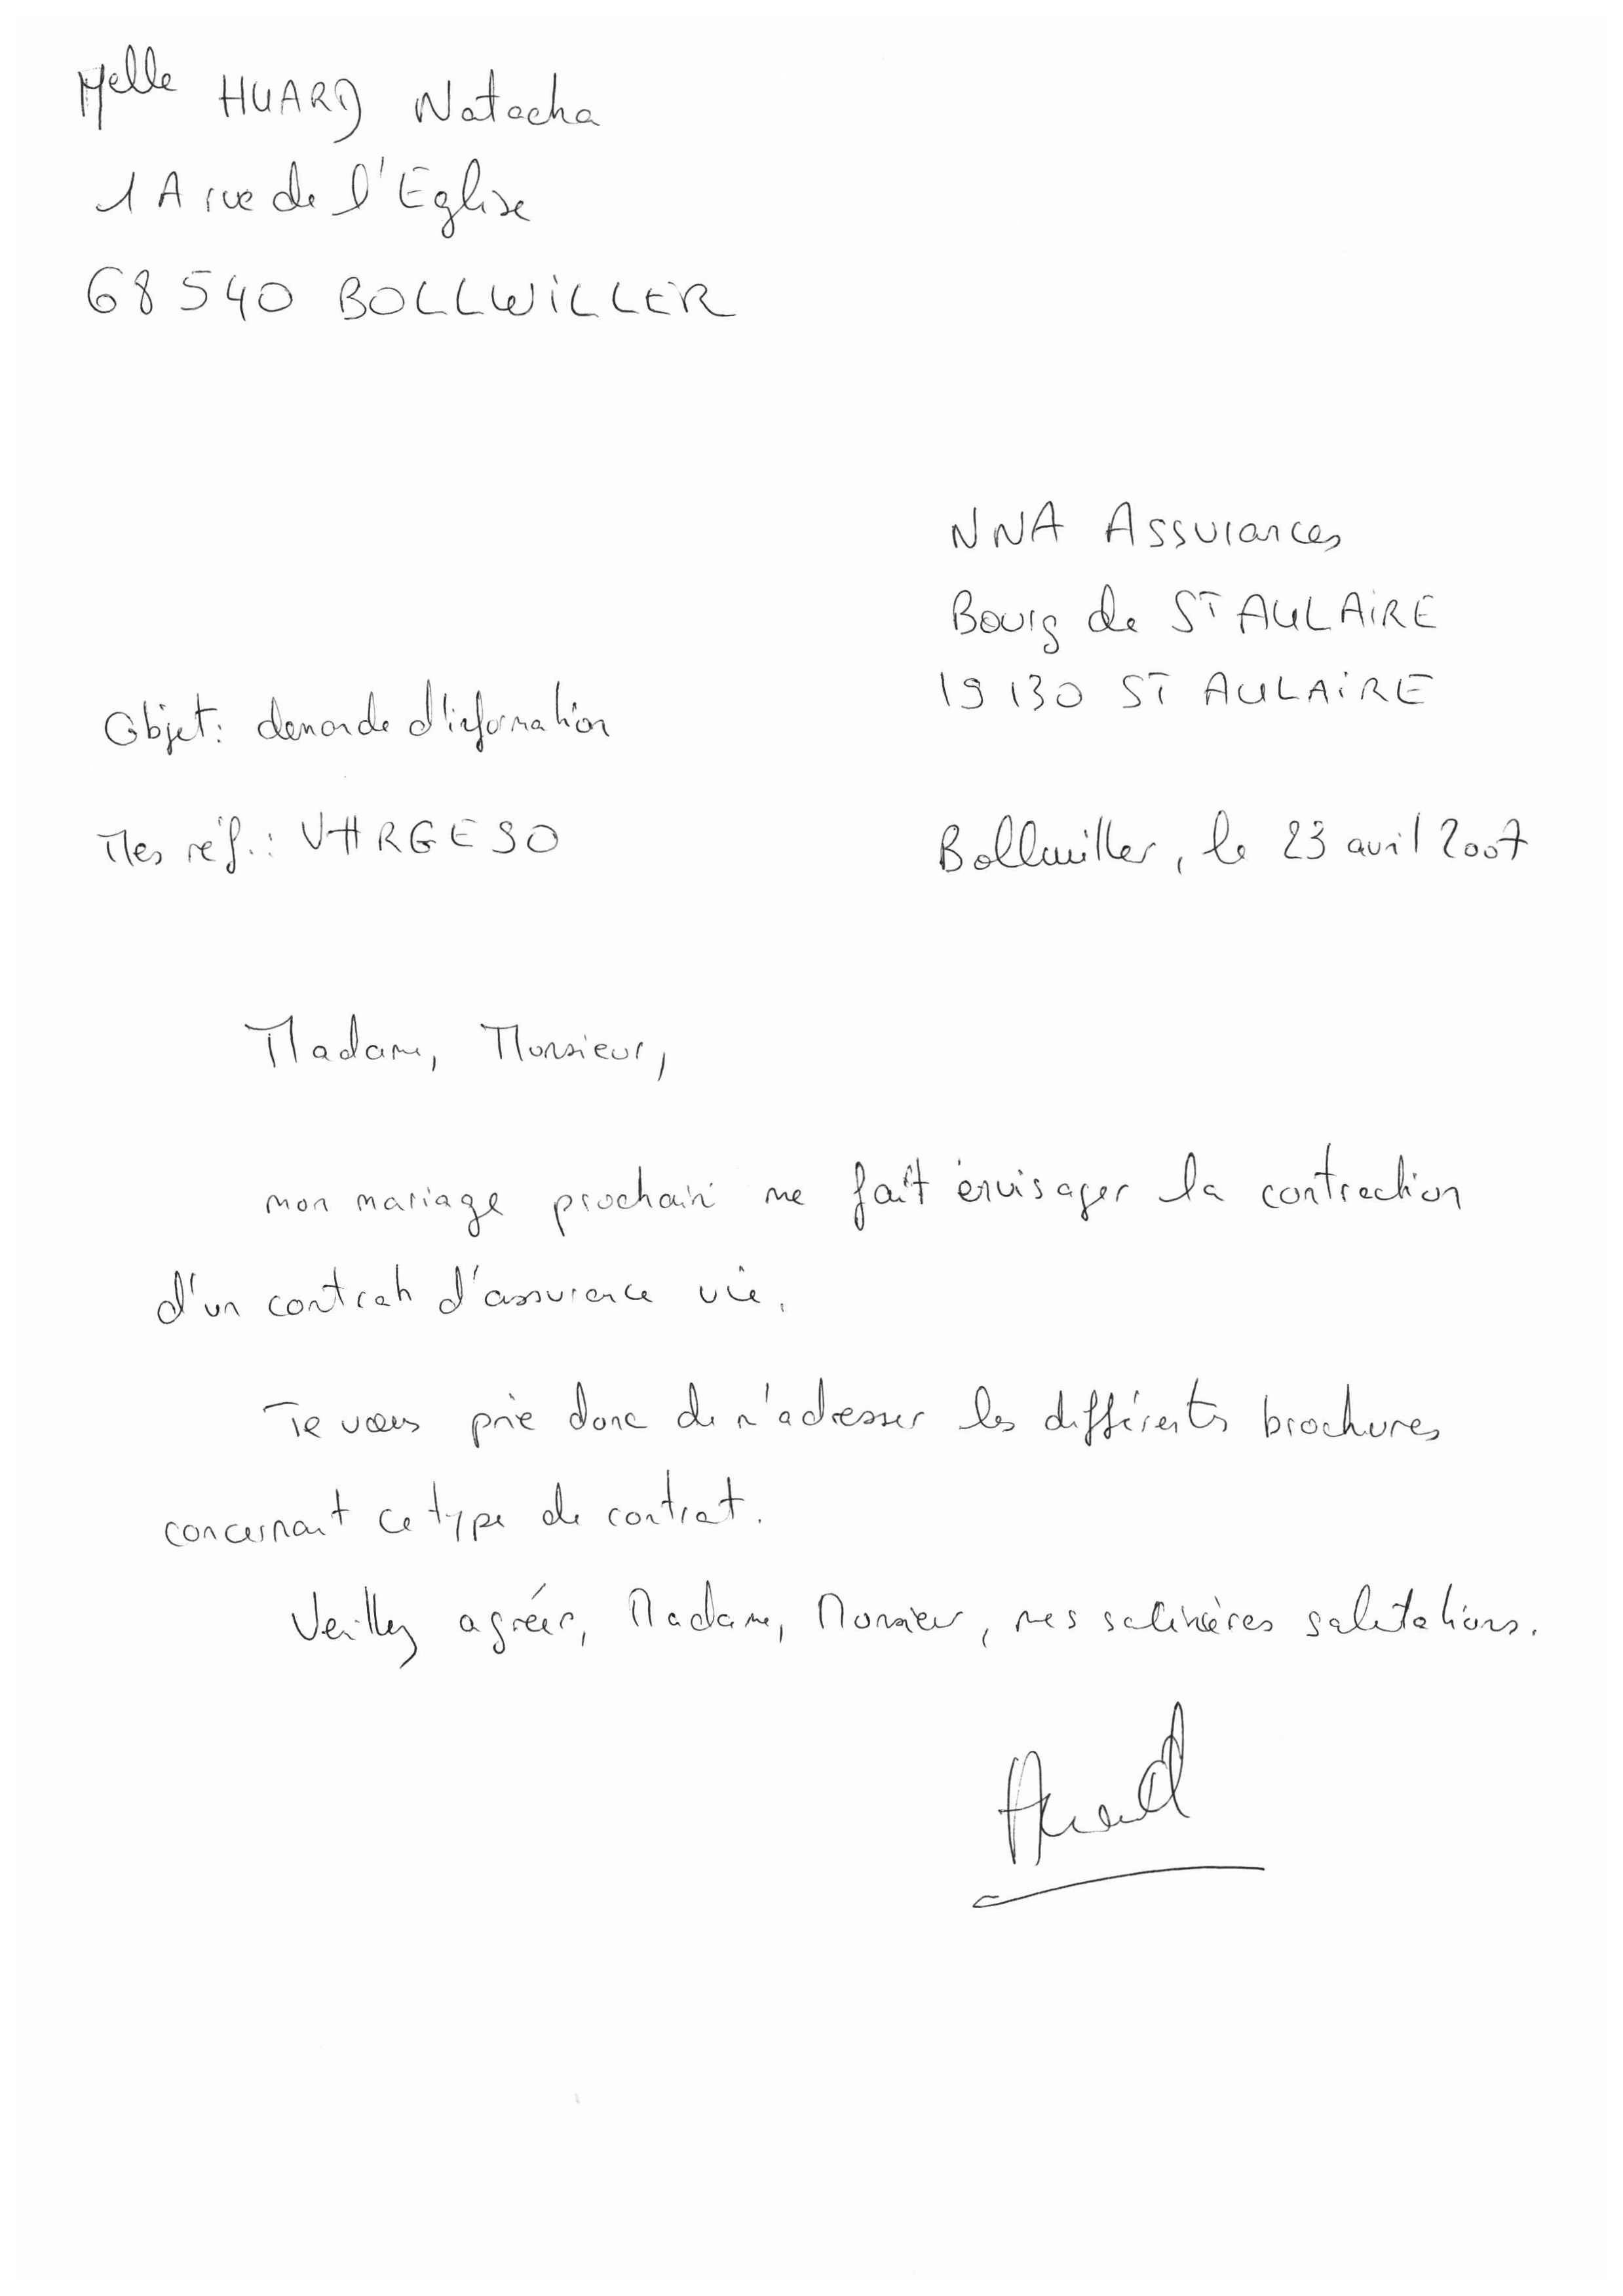 Melle HUARD Natacha
1 A rue de l'Eglise
68 540 BOLLWILLER
NNA Assurances
Bourg de ST AULAIRE
19 130 ST AULAIRE
Objet: demande d'information
Mes réf.: VHRGE90
Bollwiller, le 23 avril 2007
Madame, Monsieur,
mon mariage prochain me fait envisager la contraction
d'un contrat d'assurance vie.
Je vous prie donc de m'adresser les différents brochures
concernant ce type de contrat.
Veillez agréer, Madame, Monsieur, mes salutations.
Huard